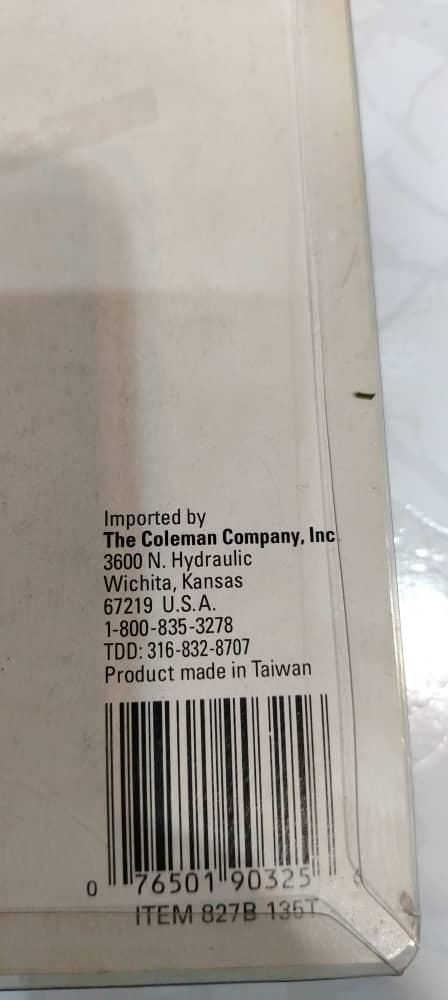 Imported by
The Coleman Company, Inc
3600 N. Hydraulic
Wichita, Kansas
67219 U.S.A.
1-800-835-3278
TDD: 316-832-8707
Product made in Taiwan
0 76501 90325 6
ITEM 827B 135T